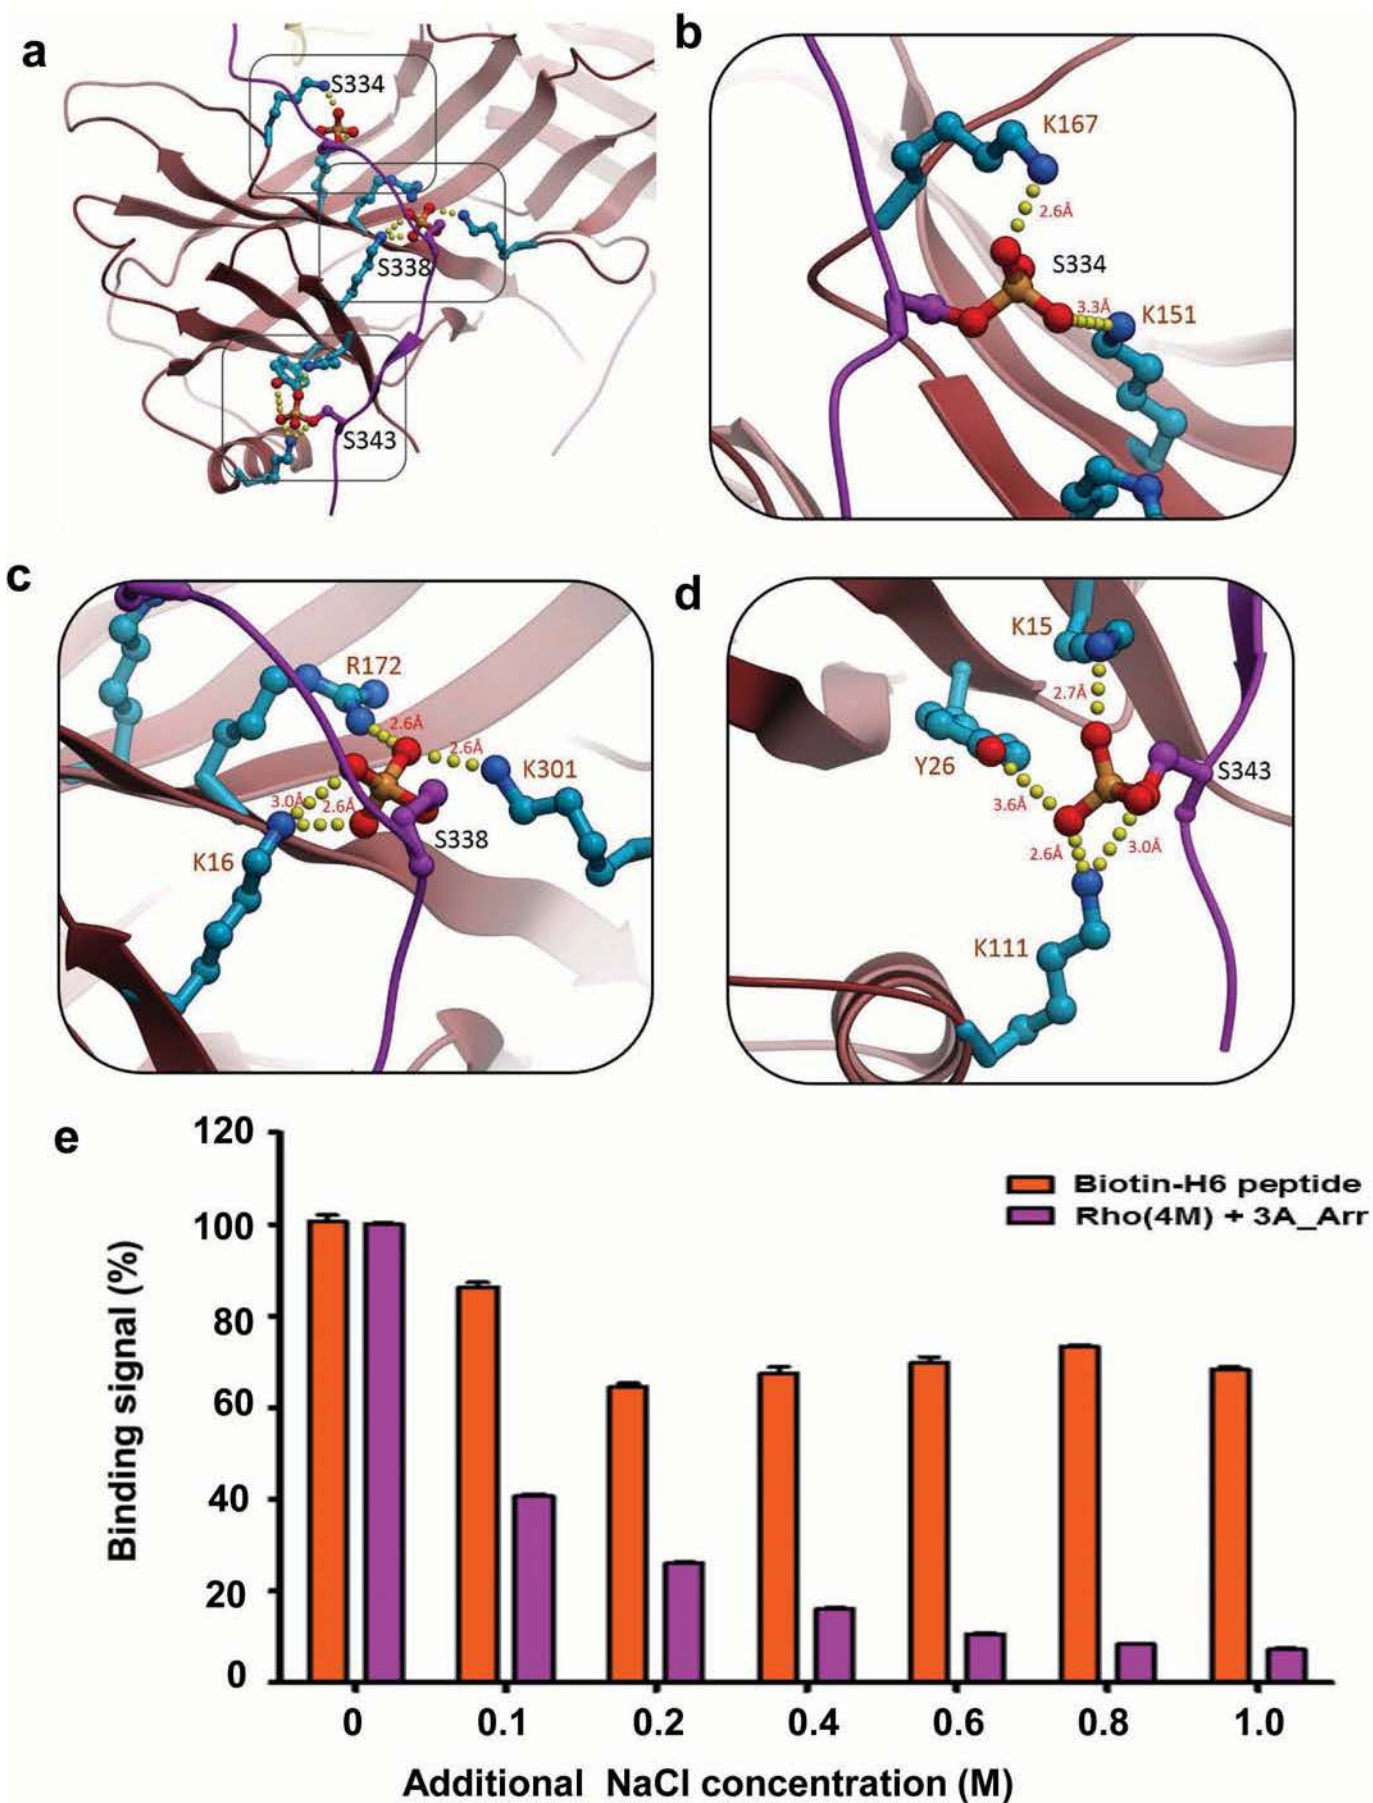 a
S334
S338
S343
b
K167
2.6Å
S334
3.3Å
K151
c
R172
2.6Å
2.6Å
K301
3.0Å
2.6Å
K16
S338
d
K15
2.7Å
Y26
S343
3.6Å
2.6Å
3.0Å
K111
e
120
100
80
60
40
20
0
Binding signal (%)
Biotin-H6 peptide
Rho(4M) + 3A_Arr
0 0.1 0.2 0.4 0.6 0.8 1.0
Additional NaCl concentration (M)